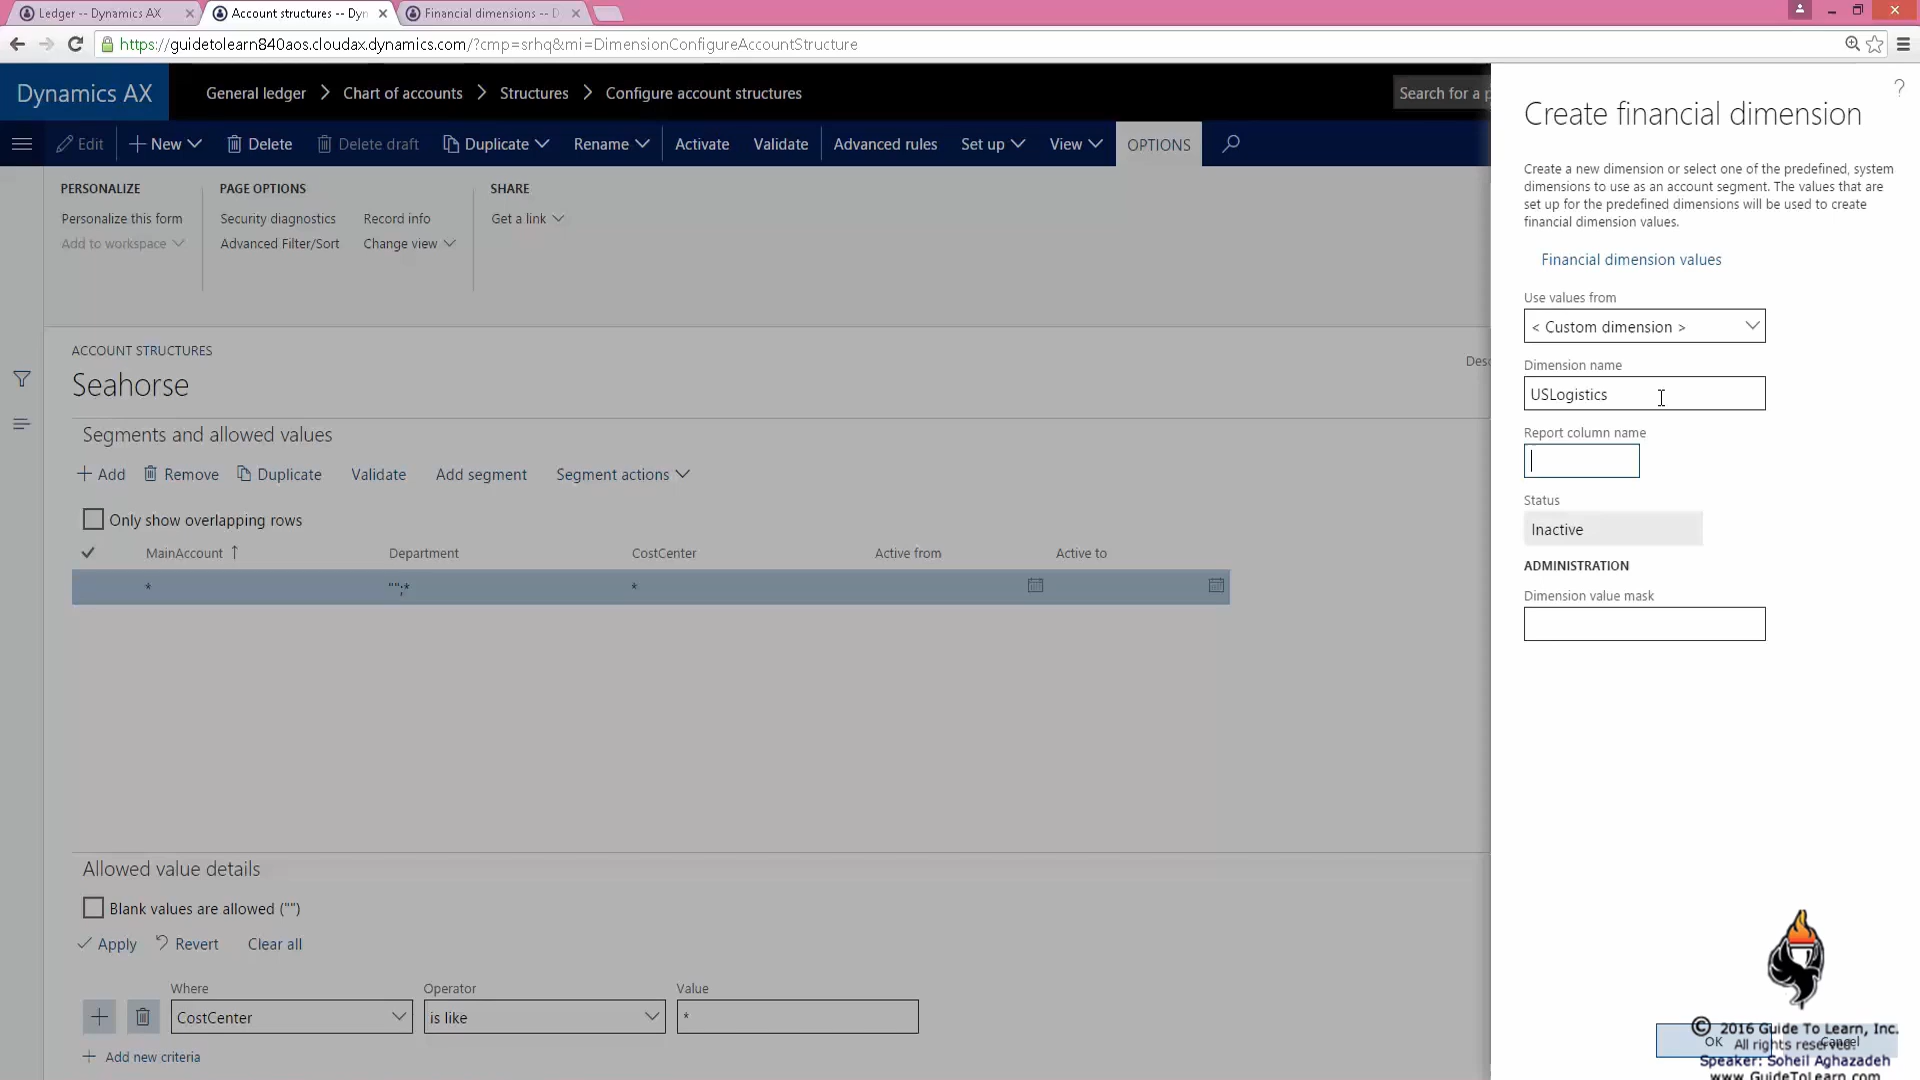 Ledger -- Dynamics AX
Account structures -- Dyn
Financial dimensions -- D
https://guidetolearn840aos.cloudax.dynamics.com/?cmp=srhq&mi=DimensionConfigureAccountStructure
Dynamics AX
General ledger > Chart of accounts > Structures > Configure account structures
Search for a p
Edit + New Delete Delete draft Duplicate Rename Activate Validate Advanced rules Set up View OPTIONS
PERSONALIZE
Personalize this form
Add to workspace
PAGE OPTIONS
Security diagnostics Record info
Advanced Filter/Sort Change view
SHARE
Get a link
ACCOUNT STRUCTURES
Seahorse
Desc
Segments and allowed values
+ Add Remove Duplicate Validate Add segment Segment actions
Only show overlapping rows
MainAccount ↑ Department CostCenter Active from Active to
* "";* *
Allowed value details
Blank values are allowed ("")
Apply Revert Clear all
Where Operator Value
CostCenter is like *
+ Add new criteria
?
Create financial dimension
Create a new dimension or select one of the predefined, system
dimensions to use as an account segment. The values that are
set up for the predefined dimensions will be used to create
financial dimension values.
Financial dimension values
Use values from
< Custom dimension >
Dimension name
USLogistics
Report column name
Status
Inactive
ADMINISTRATION
Dimension value mask
OK Cancel
© 2016 Guide To Learn, Inc.
All rights reserved.
Speaker: Soheil Aghazadeh
www.GuideToLearn.com